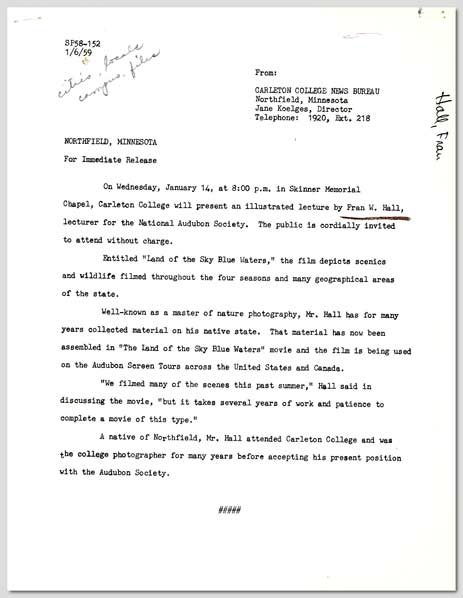 SP58-152
1/6/59
cities, locals
campus, files
From:
CARLETON COLLEGE NEWS BUREAU
Northfield, Minnesota
Jane Koelges, Director
Telephone: 1920, Ext. 218
Hall, Fran
NORTHFIELD, MINNESOTA
For Immediate Release
On Wednesday, January 14, at 8:00 p.m. in Skinner Memorial
Chapel, Carleton College will present an illustrated lecture by Fran W. Hall,
lecturer for the National Audubon Society. The public is cordially invited
to attend without charge.
Entitled "Land of the Sky Blue Waters," the film depicts scenics
and wildlife filmed throughout the four seasons and many geographical areas
of the state.
Well-known as a master of nature photography, Mr. Hall has for many
years collected material on his native state. That material has now been
assembled in "The Land of the Sky Blue Waters" movie and the film is being used
on the Audubon Screen Tours across the United States and Canada.
"We filmed many of the scenes this past summer," Hall said in
discussing the movie, "but it takes several years of work and patience to
complete a movie of this type."
A native of Northfield, Mr. Hall attended Carleton College and was
the college photographer for many years before accepting his present position
with the Audubon Society.
#####